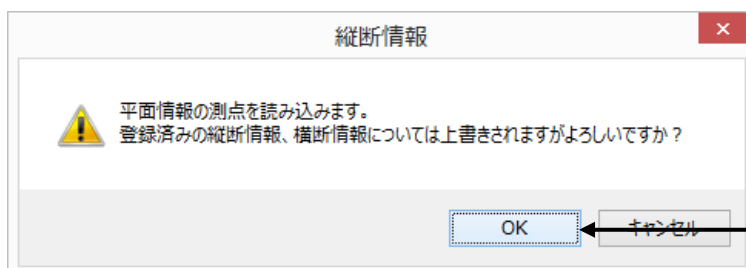 縦断情報
平面情報の測点を読み込みます。
登録済みの縦断情報、横断情報については上書きされますがよろしいですか？
OK
キャンセル